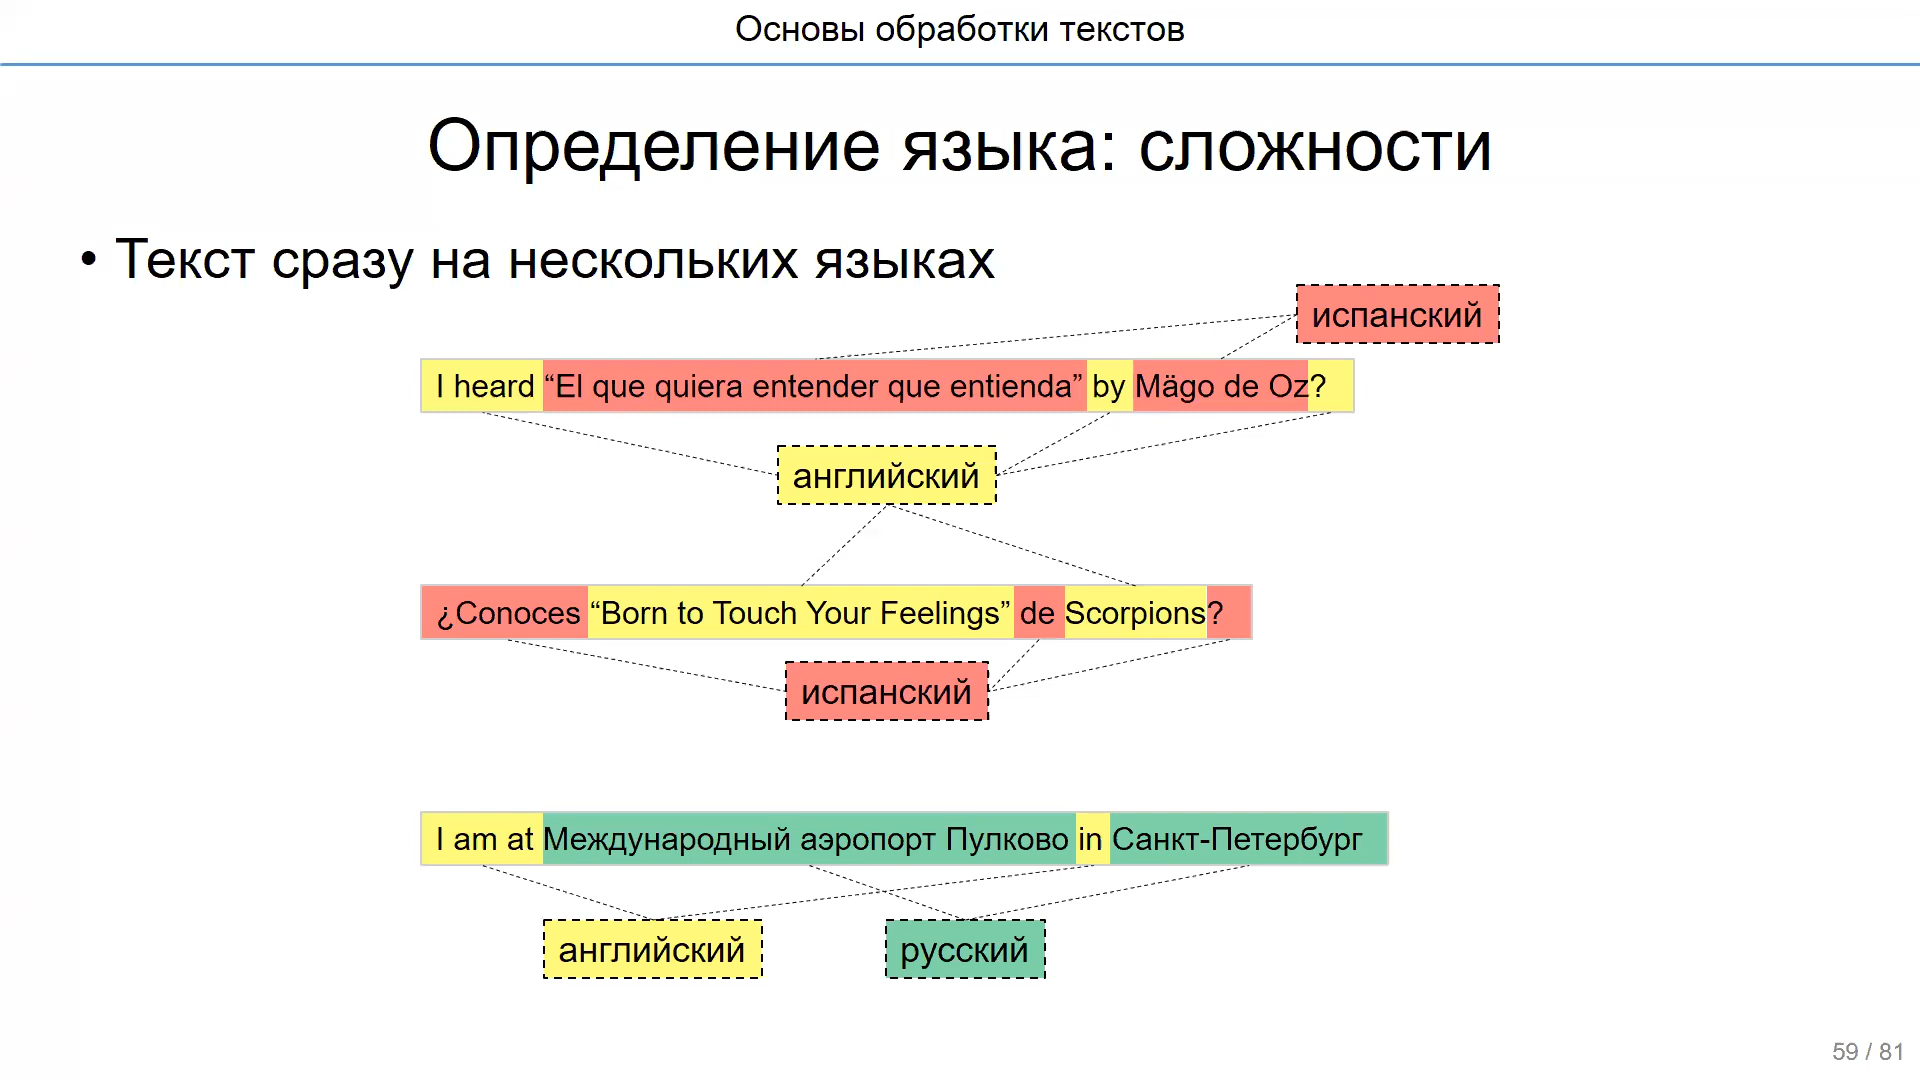 Основы обработки текстов
Определение языка: сложности
• Текст сразу на нескольких языках
испанский
I heard “El que quiera entender que entienda” by Mägo de Oz?
английский
¿Conoces “Born to Touch Your Feelings” de Scorpions?
испанский
I am at Международный аэропорт Пулково in Санкт-Петербург
английский
русский
59 / 81